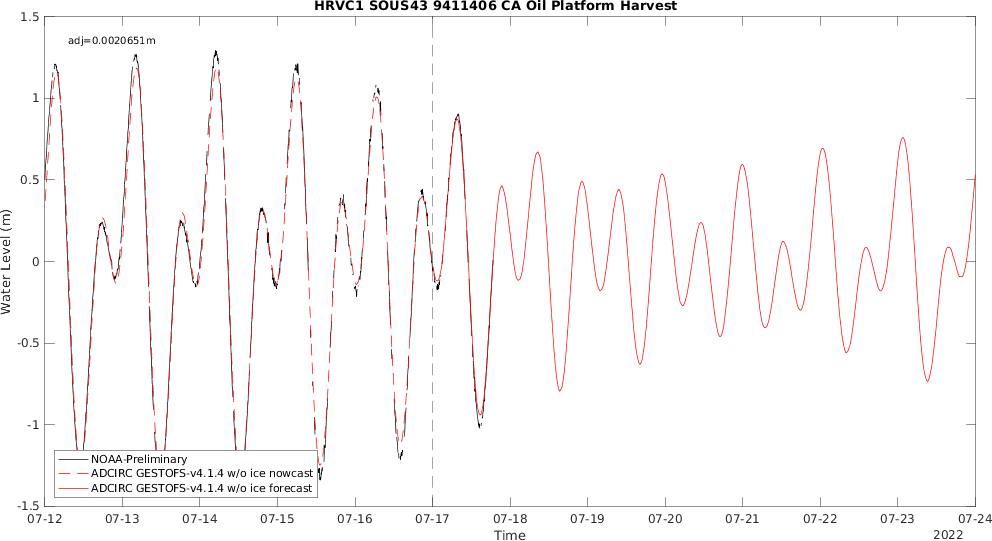 HRVC1 SOUS43 9411406 CA Oil Platform Harvest
adj=0.0020651m
1.5
1
0.5
0
-0.5
-1
-1.5
Water Level (m)
NOAA-Preliminary
ADCIRC GESTOFS-v4.1.4 w/o ice nowcast
ADCIRC GESTOFS-v4.1.4 w/o ice forecast
07-12 07-13 07-14 07-15 07-16 07-17 07-18 07-19 07-20 07-21 07-22 07-23 07-24
Time
2022